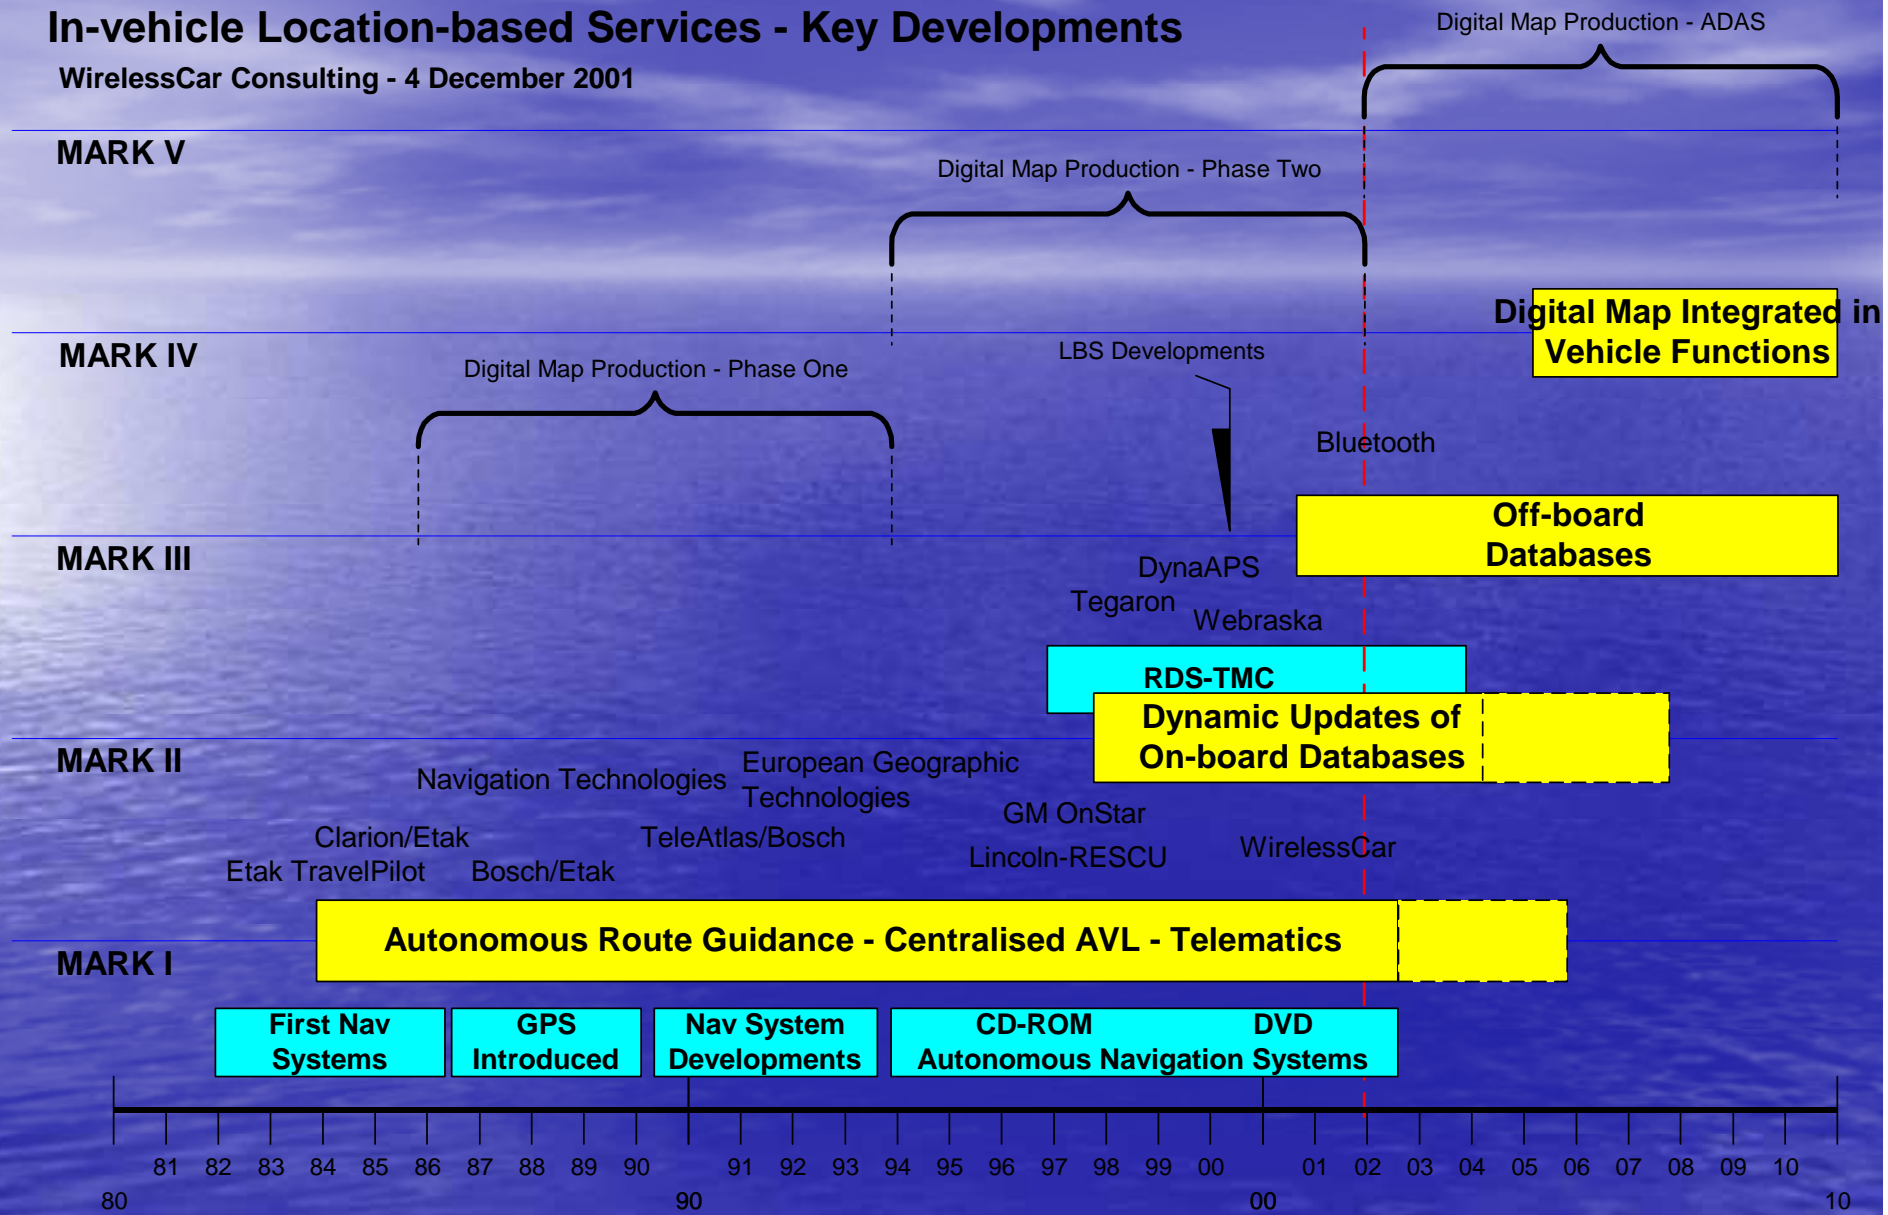 In-vehicle Location-based Services - Key Developments
WirelessCar Consulting - 4 December 2001
Digital Map Production - ADAS
MARK V
Digital Map Production - Phase Two
Digital Map Integrated in
Vehicle Functions
MARK IV
LBS Developments
Digital Map Production - Phase One
Bluetooth
Off-board
Databases
MARK III
DynaAPS
Tegaron
Webraska
RDS-TMC
Dynamic Updates of
On-board Databases
MARK II
Navigation Technologies
European Geographic
Technologies
GM OnStar
Clarion/Etak
TeleAtlas/Bosch
Lincoln-RESCU
WirelessCar
Etak TravelPilot
Bosch/Etak
Autonomous Route Guidance - Centralised AVL - Telematics
MARK I
First Nav
Systems
GPS
Introduced
Nav System
Developments
CD-ROM DVD
Autonomous Navigation Systems
81 82 83 84 85 86 87 88 89 90 91 92 93 94 95 96 97 98 99 00 01 02 03 04 05 06 07 08 09 10
80 90 00 10